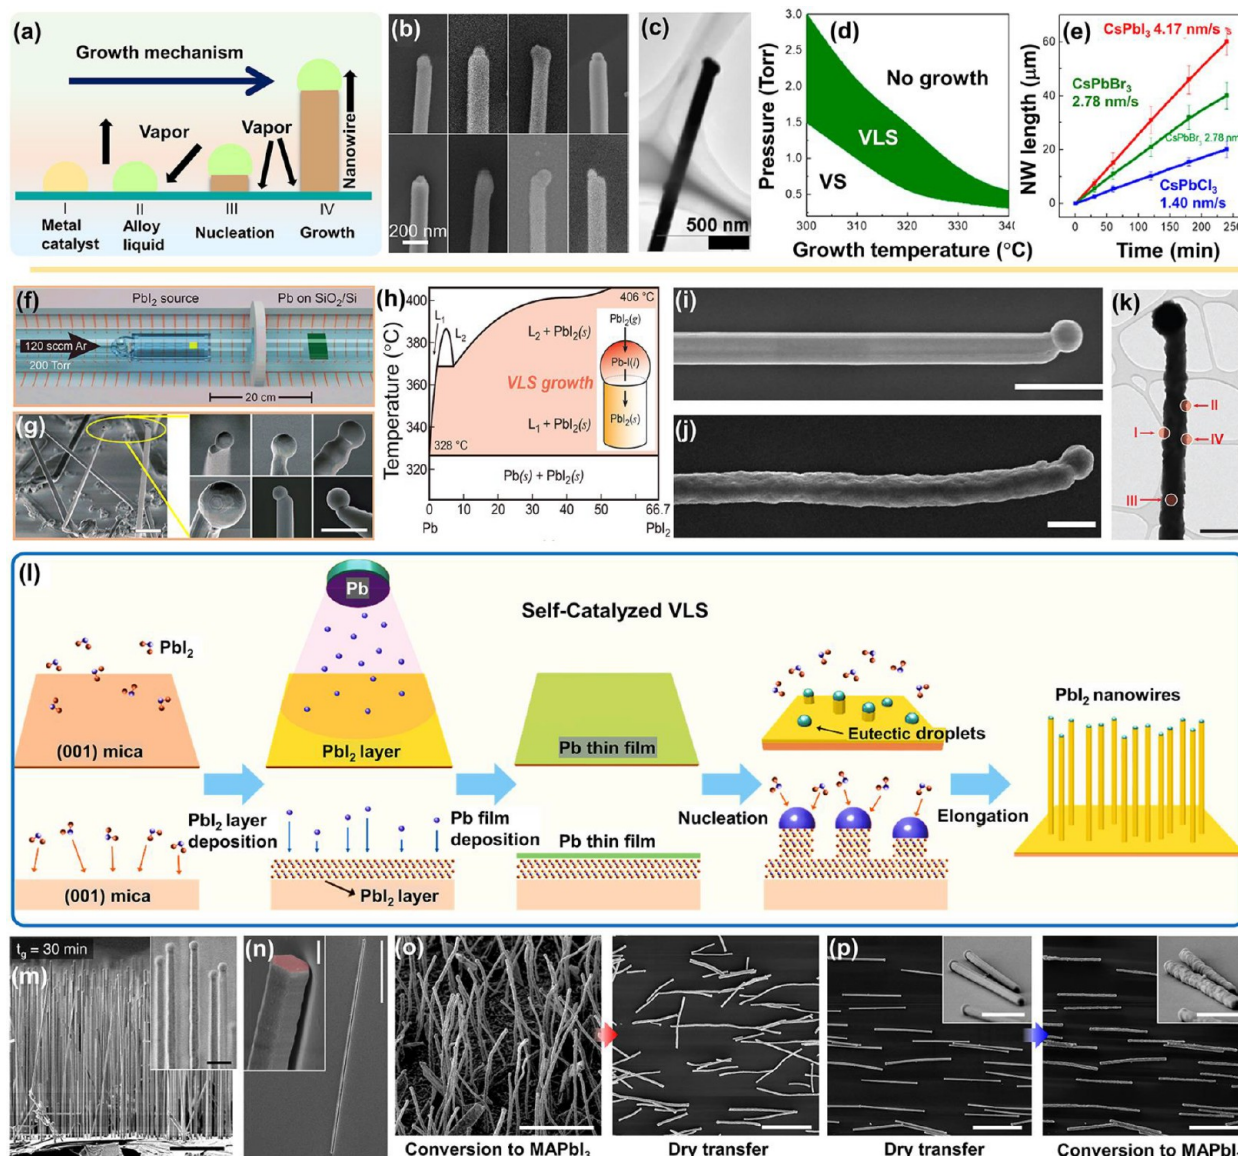 (a)
Growth mechanism
Vapor
Vapor
Nanowire
I
II
III
IV
Metal
catalyst
Alloy
liquid
Nucleation
Growth
(b)
200 nm
(c)
500 nm
(d)
Pressure (Torr)
3.0
2.5
2.0
1.5
1.0
0.5
No growth
VLS
VS
300
310
320
330
340
Growth temperature (°C)
(e)
NW length (μm)
60
40
20
0
CsPbI3 4.17 nm/s
CsPbBr3
2.78 nm/s
CsPbBr3 2.78 nm/s
CsPbCl3
1.40 nm/s
0
50
100
150
200
250
Time (min)
(f)
PbI2 source
Pb on SiO2/Si
120 sccm Ar
200 Torr
20 cm
(g)
(h)
Temperature (°C)
400
380
360
340
320
406 °C
L1
L2
L2 + PbI2(s)
VLS growth
L1 + PbI2(s)
328 °C
Pb(s) + PbI2(s)
PbI2(g)
Pb-I(l)
PbI2(s)
0
10
20
30
40
50
66.7
Pb
PbI2
(i)
(j)
(k)
I
II
III
IV
(l)
Self-Catalyzed VLS
PbI2
(001) mica
Pb
PbI2 layer
Pb thin film
Eutectic droplets
PbI2 nanowires
PbI2 layer
deposition
Pb film
deposition
Nucleation
Elongation
(001) mica
PbI2 layer
Pb thin film
tg = 30 min
(m)
(n)
(o)
(p)
Conversion to MAPbI3
Dry transfer
Dry transfer
Conversion to MAPbI